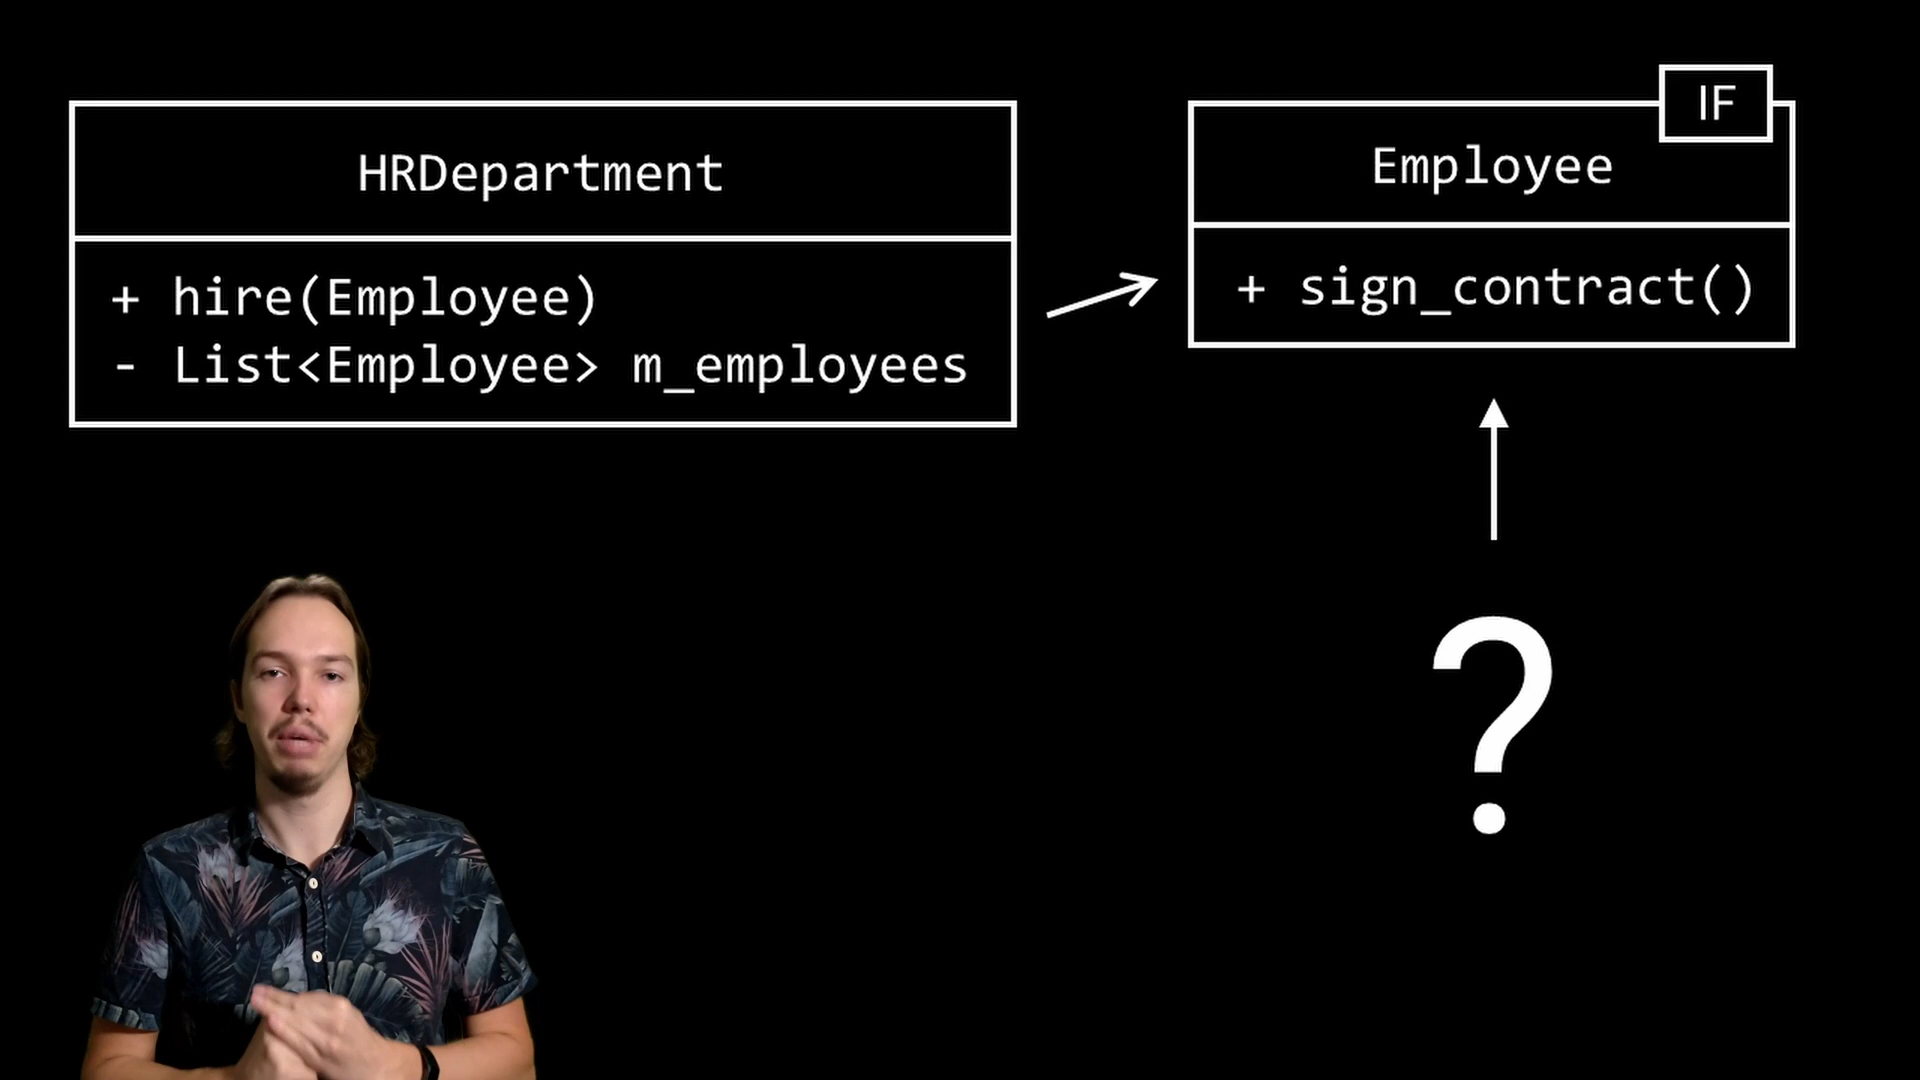 HRDepartment
+ hire(Employee)
- List<Employee> m_employees
IF
Employee
+ sign_contract()
?